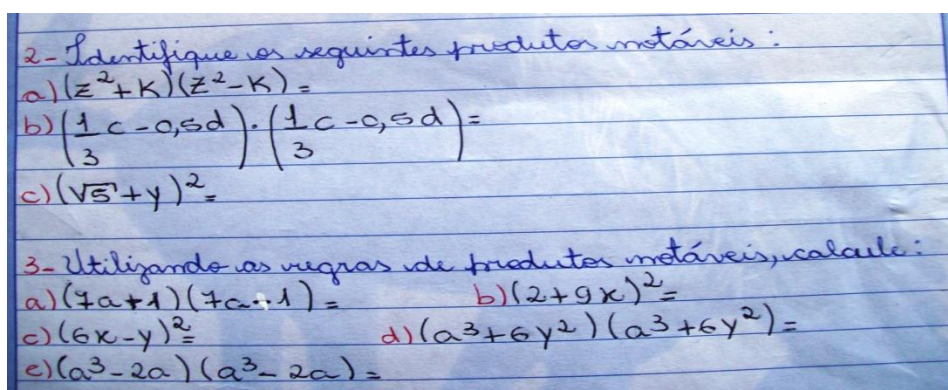 2- Identifique os seguintes produtos notáveis:
a) (z²+k)(z²-k)=
b) (1/3 c - 0,5d) · (1/3 c - 0,5d)=
c) (√5+y)²=
3- Utilizando as regras de produtos notáveis, calcule:
a) (7a+1)(7a+1)= b) (2+9x)²=
c) (6x-y)²= d) (a³+6y²)(a³+6y²)=
e) (a³-2a)(a³-2a)=